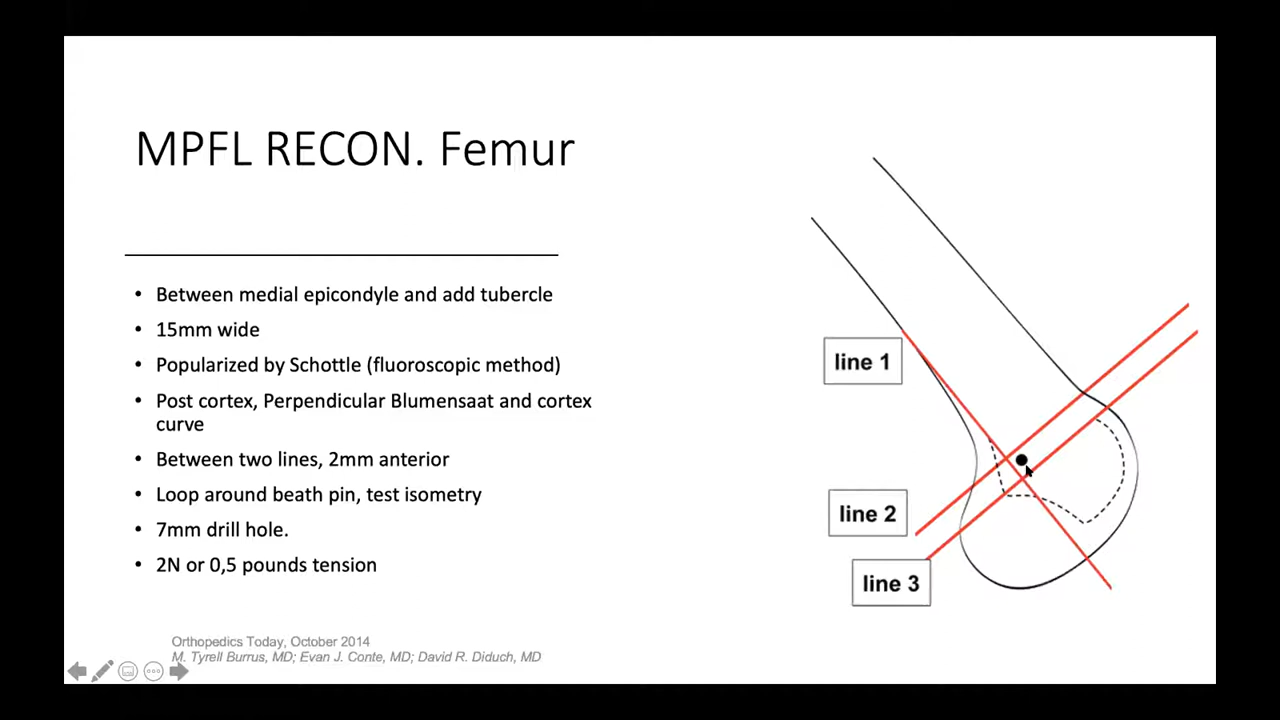 MPFL RECON. Femur
• Between medial epicondyle and add tubercle
• 15mm wide
• Popularized by Schottle (fluoroscopic method)
• Post cortex, Perpendicular Blumensaat and cortex
curve
• Between two lines, 2mm anterior
• Loop around beath pin, test isometry
• 7mm drill hole.
• 2N or 0,5 pounds tension
line 1
line 2
line 3
Orthopedics Today, October 2014
M. Tyrell Burrus, MD; Evan J. Conte, MD; David R. Diduch, MD